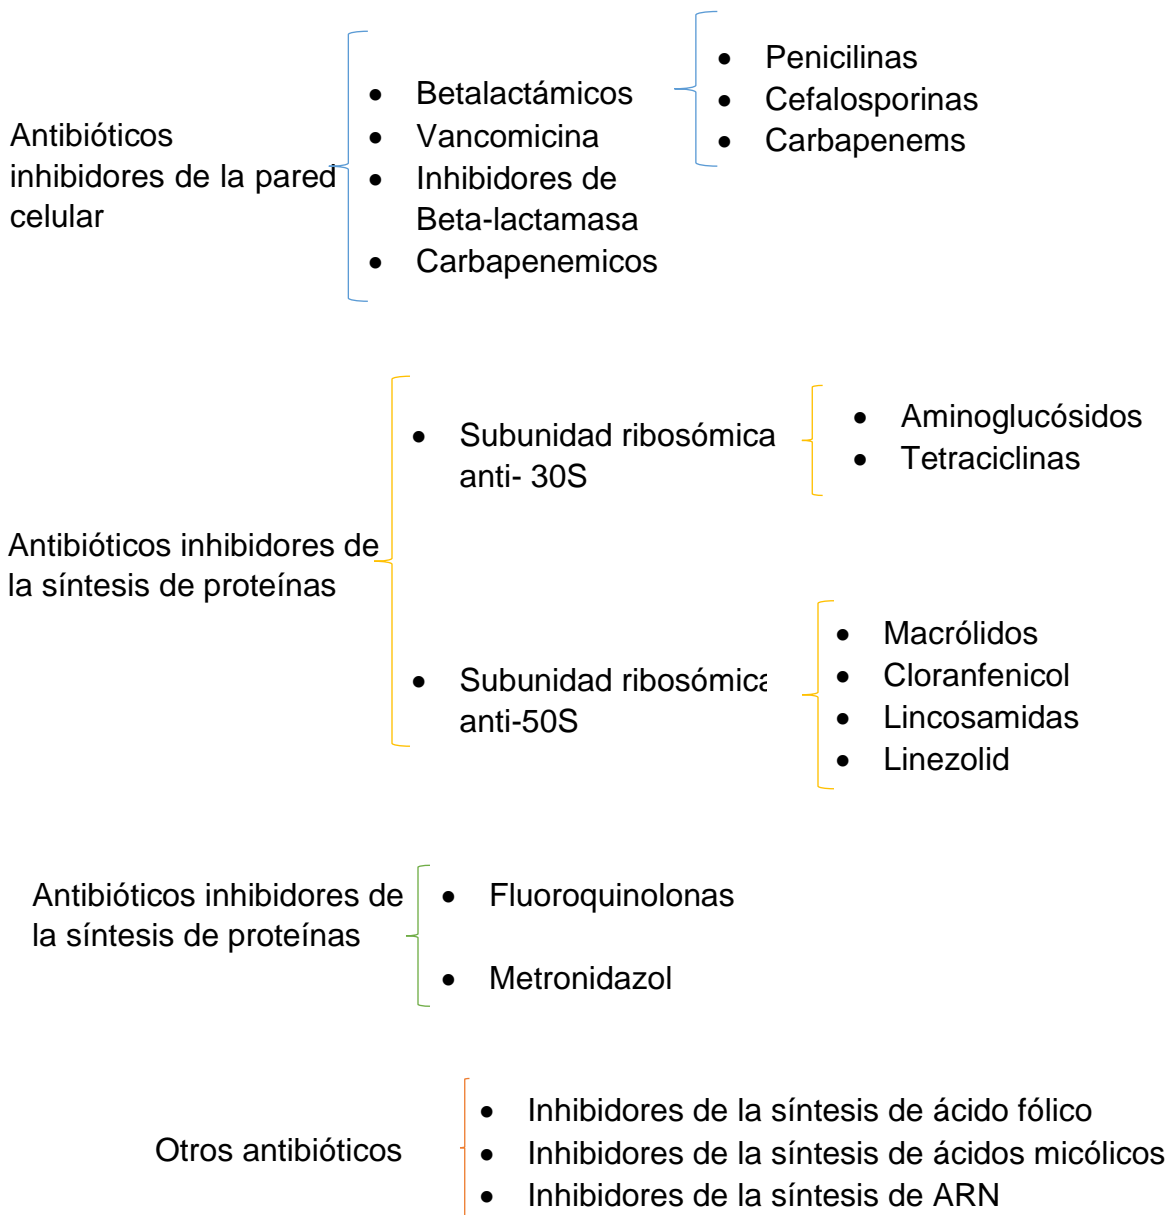 Antibióticos
inhibidores de la pared
celular
• Betalactámicos
• Vancomicina
• Inhibidores de
Beta-lactamasa
• Carbapenemicos
• Penicilinas
• Cefalosporinas
• Carbapenems
Antibióticos inhibidores de
la síntesis de proteínas
• Subunidad ribosómica
anti- 30S
• Aminoglucósidos
• Tetraciclinas
• Subunidad ribosómica
anti-50S
• Macrólidos
• Cloranfenicol
• Lincosamidas
• Linezolid
Antibióticos inhibidores de
la síntesis de proteínas
• Fluoroquinolonas
• Metronidazol
Otros antibióticos
• Inhibidores de la síntesis de ácido fólico
• Inhibidores de la síntesis de ácidos micólicos
• Inhibidores de la síntesis de ARN